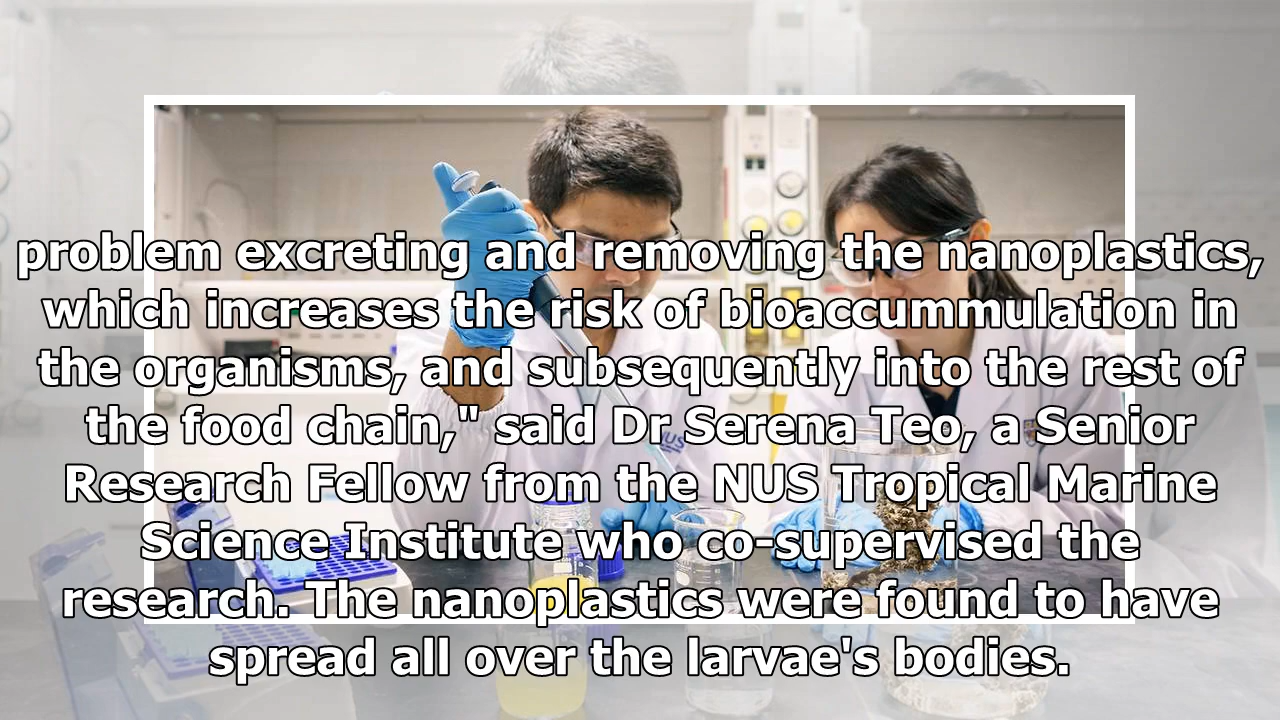 problem excreting and removing the nanoplastics,
which increases the risk of bioaccummulation in
the organisms, and subsequently into the rest of
the food chain," said Dr Serena Teo, a Senior
Research Fellow from the NUS Tropical Marine
Science Institute who co-supervised the
research. The nanoplastics were found to have
spread all over the larvae's bodies.